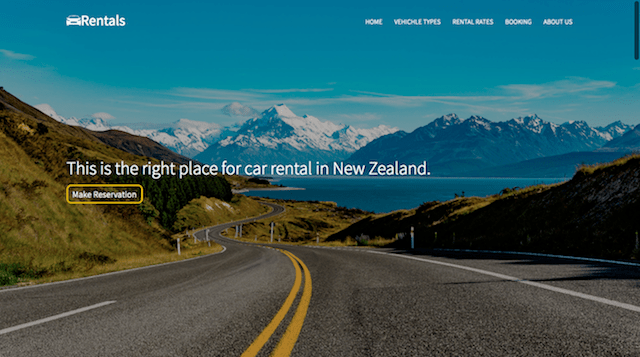 Rentals
HOME VEHICHLE TYPES RENTAL RATES BOOKING ABOUT US
This is the right place for car rental in New Zealand.
Make Reservation